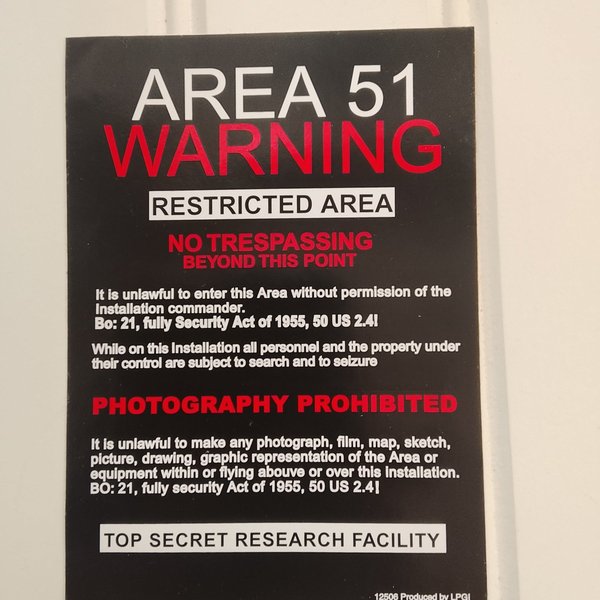 AREA 51
WARNING
RESTRICTED AREA
NO TRESPASSING
BEYOND THIS POINT
It is unlawful to enter this Area without permission of the
Installation commander.
Bo: 21, fully Security Act of 1955, 50 US 2.4!
While on this Installation all personnel and the property under
their control are subject to search and to seizure
PHOTOGRAPHY PROHIBITED
It is unlawful to make any photograph, film, map, sketch,
picture, drawing, graphic representation of the Area or
equipment within or flying abouve or over this Installation.
BO: 21, fully security Act of 1955, 50 US 2.4!
TOP SECRET RESEARCH FACILITY
12506 Produced by LPGI